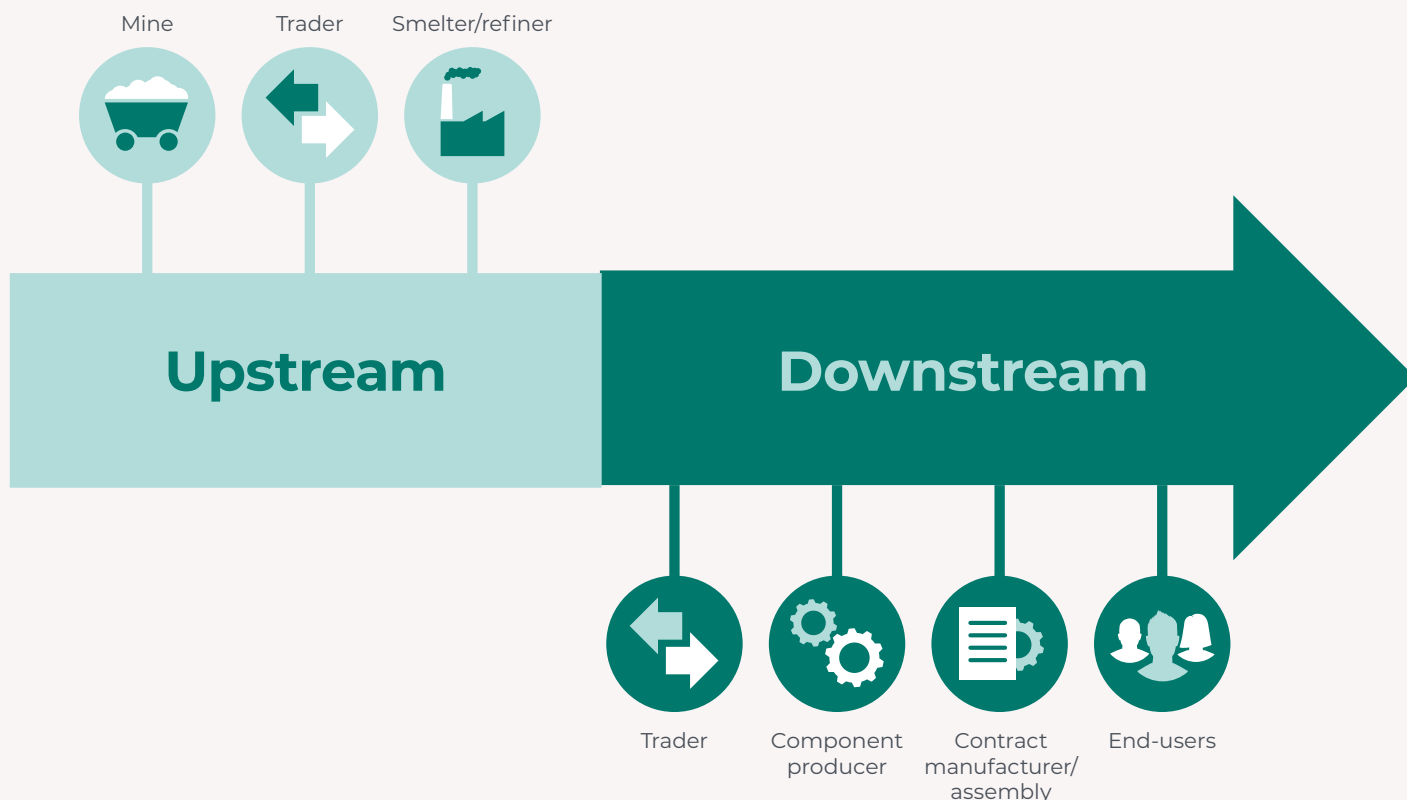 Mine
Trader
Smelter/refiner
Upstream
Downstream
Trader
Component
producer
Contract
manufacturer/
assembly
End-users